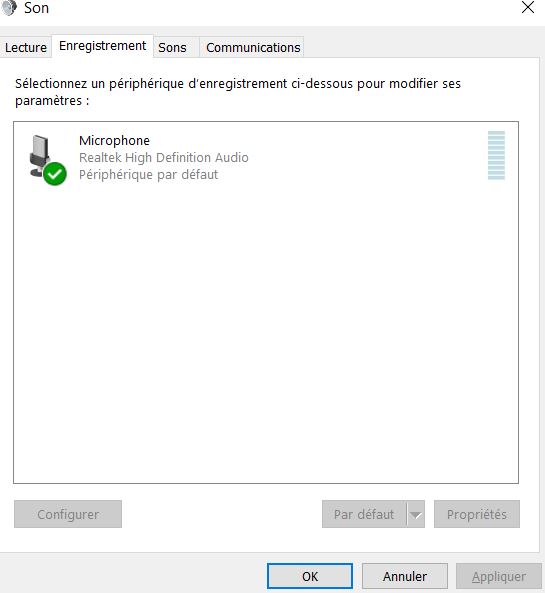 Son
Lecture
Enregistrement
Sons
Communications
Sélectionnez un périphérique d'enregistrement ci-dessous pour modifier ses
paramètres :
Microphone
Realtek High Definition Audio
Périphérique par défaut
Configurer
Par défaut
Propriétés
OK
Annuler
Appliquer